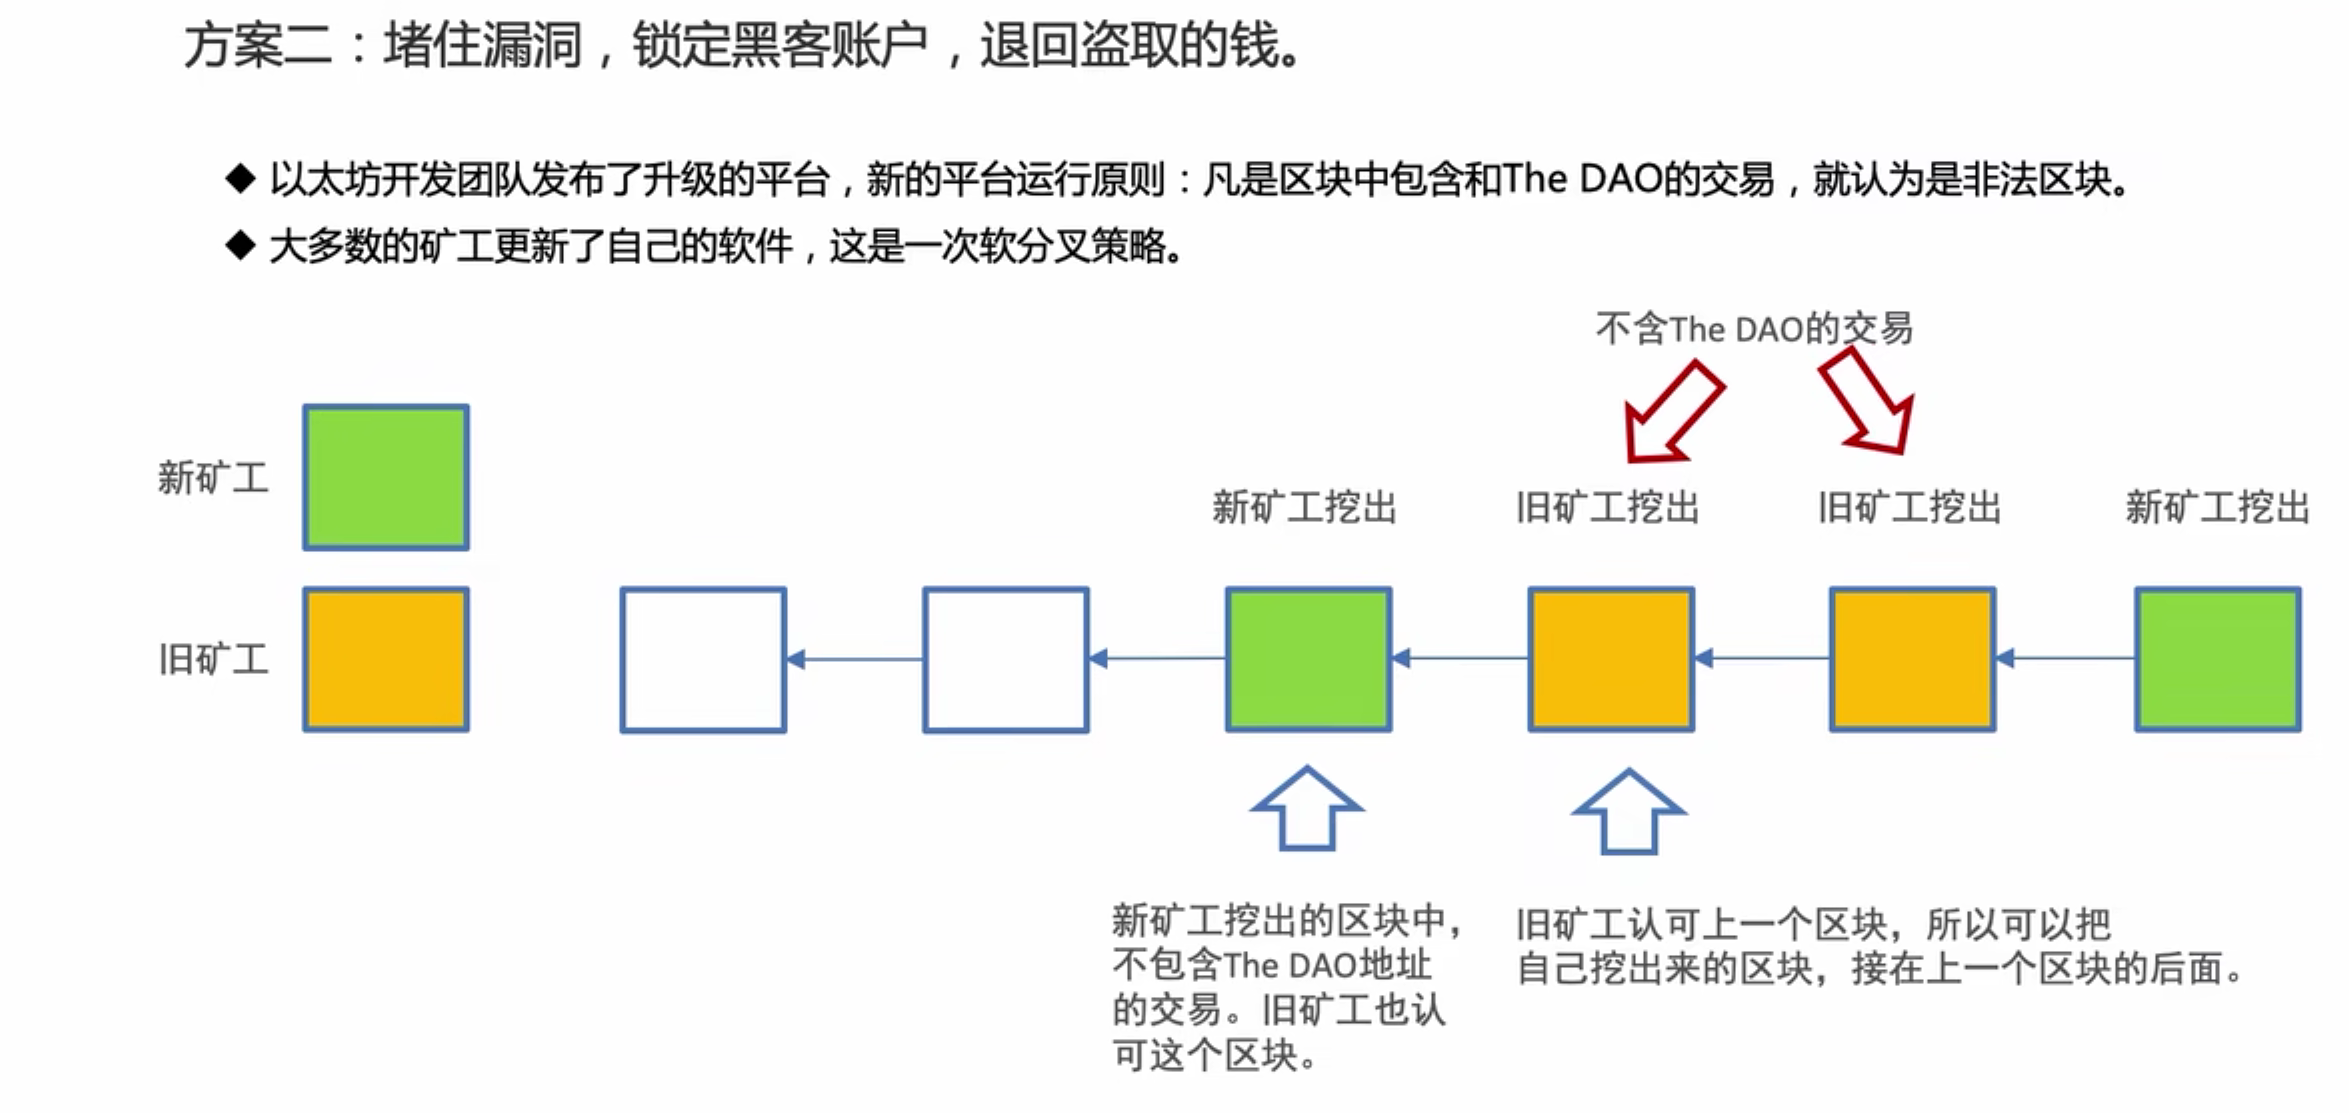 方案二：堵住漏洞，锁定黑客账户，退回盗取的钱。
◆ 以太坊开发团队发布了升级的平台，新的平台运行原则：凡是区块中包含和The DAO的交易，就认为是非法区块。
◆ 大多数的矿工更新了自己的软件，这是一次软分叉策略。
不含The DAO的交易
新矿工
新矿工挖出
旧矿工挖出
旧矿工挖出
新矿工挖出
旧矿工
新矿工挖出的区块中，
不包含The DAO地址
的交易。旧矿工也认
可这个区块。
旧矿工认可上一个区块，所以可以把
自己挖出来的区块，接在上一个区块的后面。